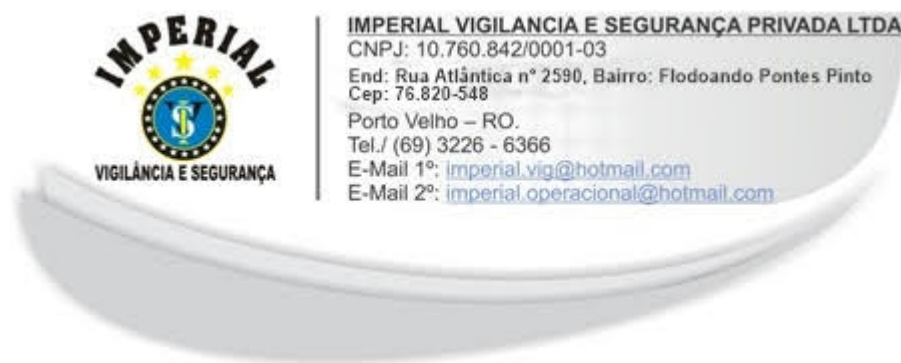 IMPERIAL
VIGILÂNCIA E SEGURANÇA
IMPERIAL VIGILANCIA E SEGURANÇA PRIVADA LTDA
CNPJ: 10.760.842/0001-03
End: Rua Atlântica n° 2590, Bairro: Flodoando Pontes Pinto
Cep: 76.820-548
Porto Velho – RO.
Tel./ (69) 3226 - 6366
E-Mail 1º: imperial.vig@hotmail.com
E-Mail 2º: imperial.operacional@hotmail.com